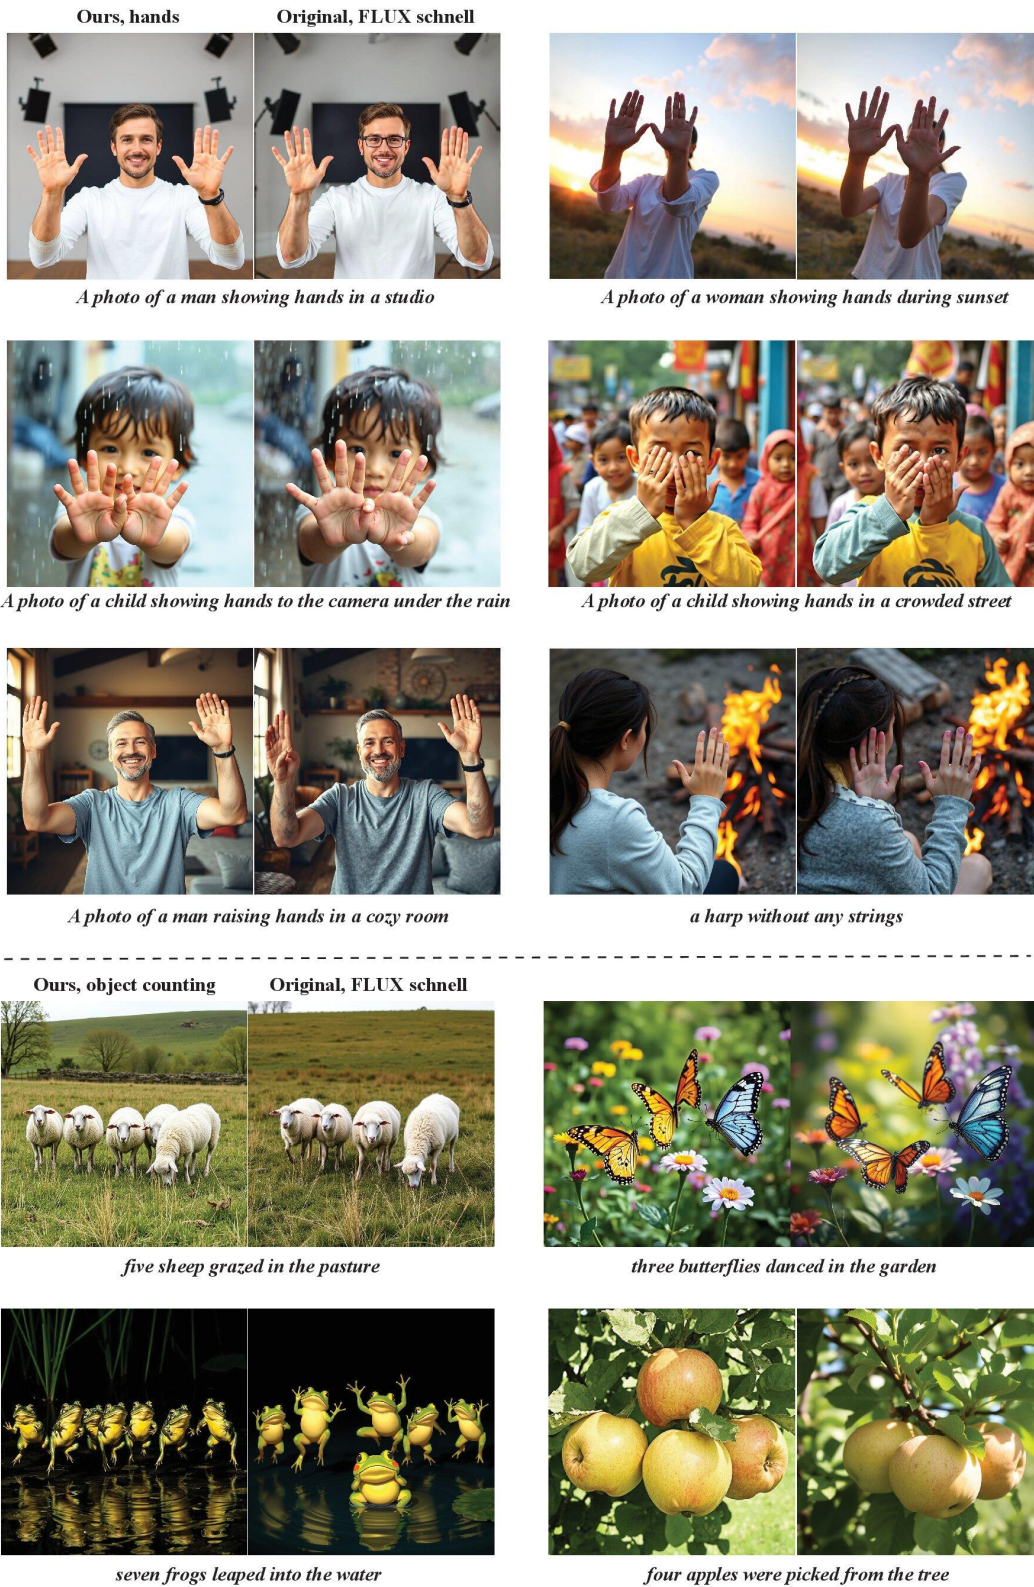 Ours, hands
Original, FLUX schnell
A photo of a man showing hands in a studio
A photo of a woman showing hands during sunset
A photo of a child showing hands to the camera under the rain
A photo of a child showing hands in a crowded street
A photo of a man raising hands in a cozy room
a harp without any strings
Ours, object counting
Original, FLUX schnell
five sheep grazed in the pasture
three butterflies danced in the garden
seven frogs leaped into the water
four apples were picked from the tree